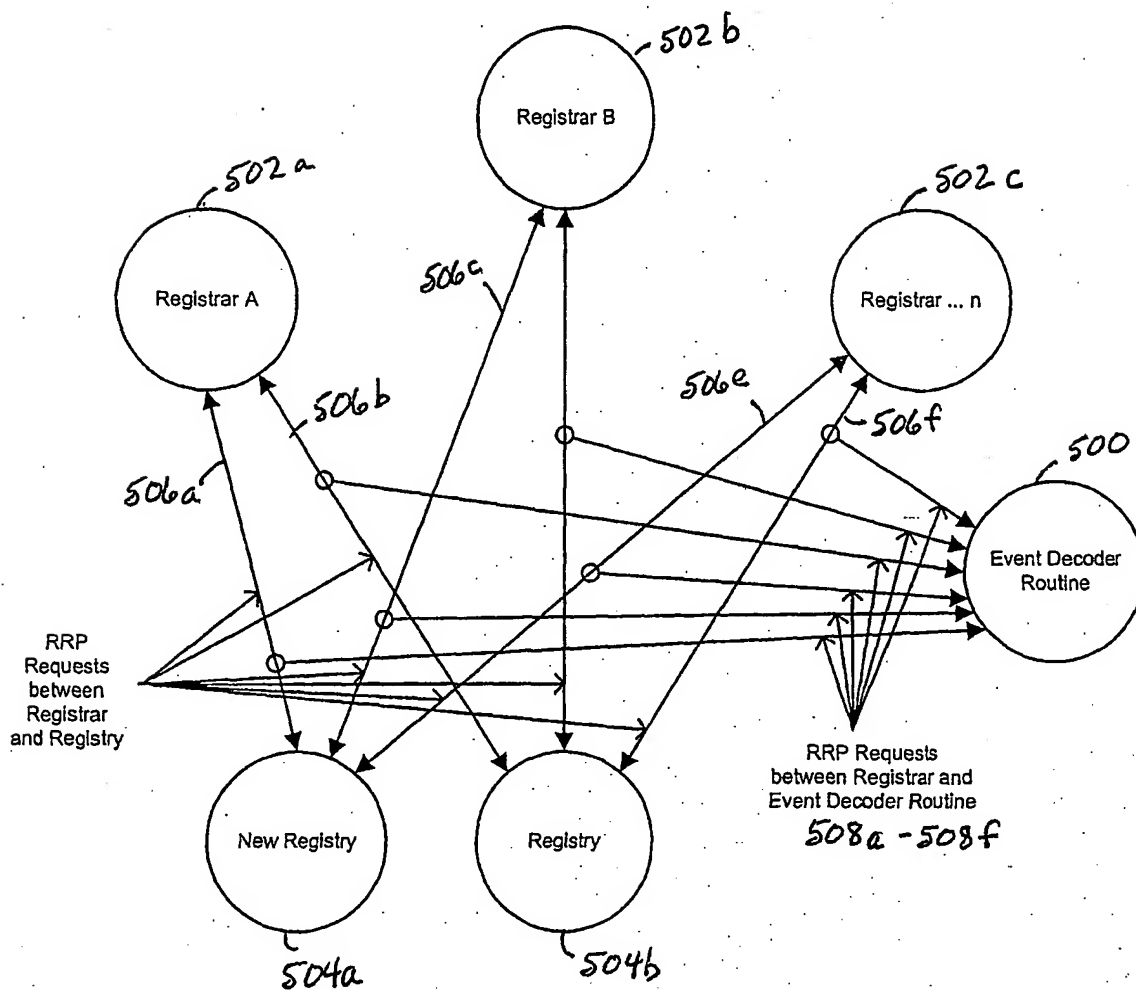 502b
Registrar B
502a
502c
Registrar A
Registrar ... n
506c
506b
506e
506f
506a
500
Event Decoder
Routine
RRP
Requests
between
Registrar
and Registry
RRP Requests
between Registrar and
Event Decoder Routine
508a - 508f
New Registry
Registry
504a
504b